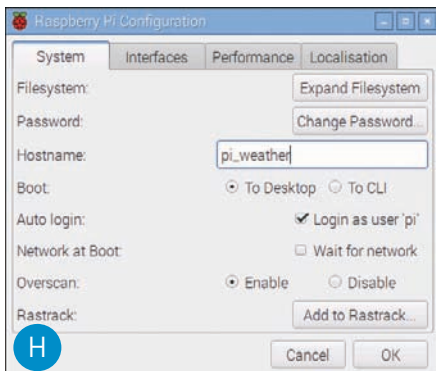 Raspberry Pi Configuration
System Interfaces Performance Localisation
Filesystem: Expand Filesystem
Password: Change Password...
Hostname: pi_weather
Boot: To Desktop To CLI
Auto login: Login as user 'pi'
Network at Boot: Wait for network
Overscan: Enable Disable
Rastrack: Add to Rastrack...
H Cancel OK